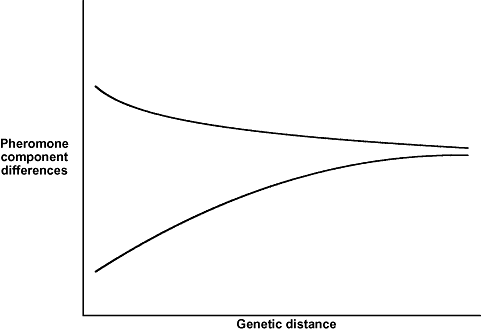 Pheromone
component
differences
Genetic distance